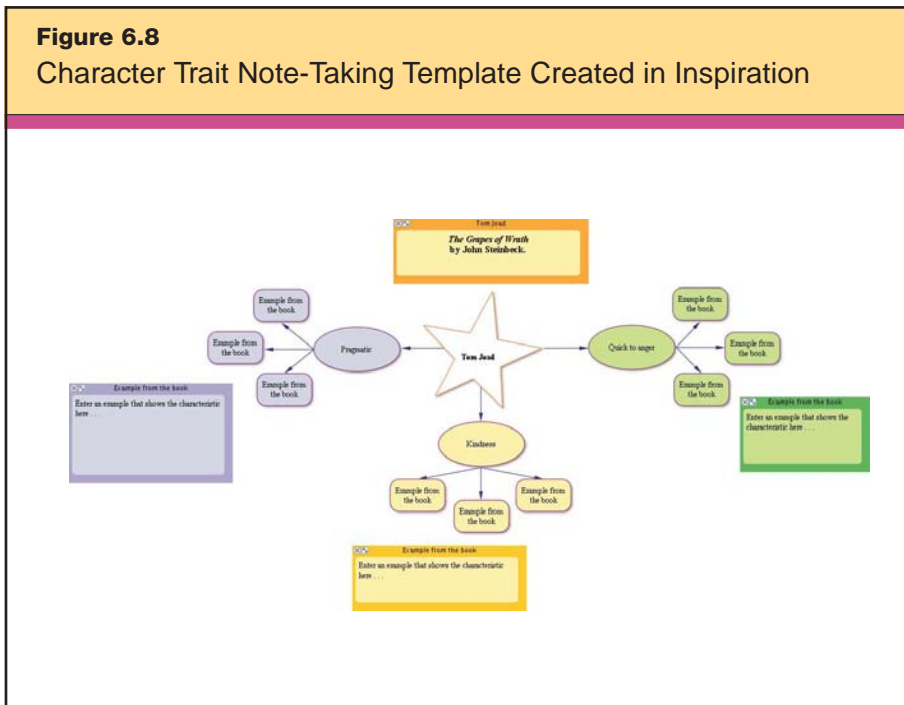 Figure 6.8
Character Trait Note-Taking Template Created in Inspiration
Tom Joad
The Grapes of Wrath
by John Steinbeck.
Example from
the book
Example from
the book
Example from
the book
Pragmatic
Tom Joad
Quick to anger
Example from
the book
Example from
the book
Example from
the book
Example from the book
Enter an example that shows the characteristic
here . . .
Example from the book
Enter an example that shows the
characteristic here . . .
Kindness
Example from
the book
Example from
the book
Example from
the book
Example from the book
Enter an example that shows the characteristic
here . . .